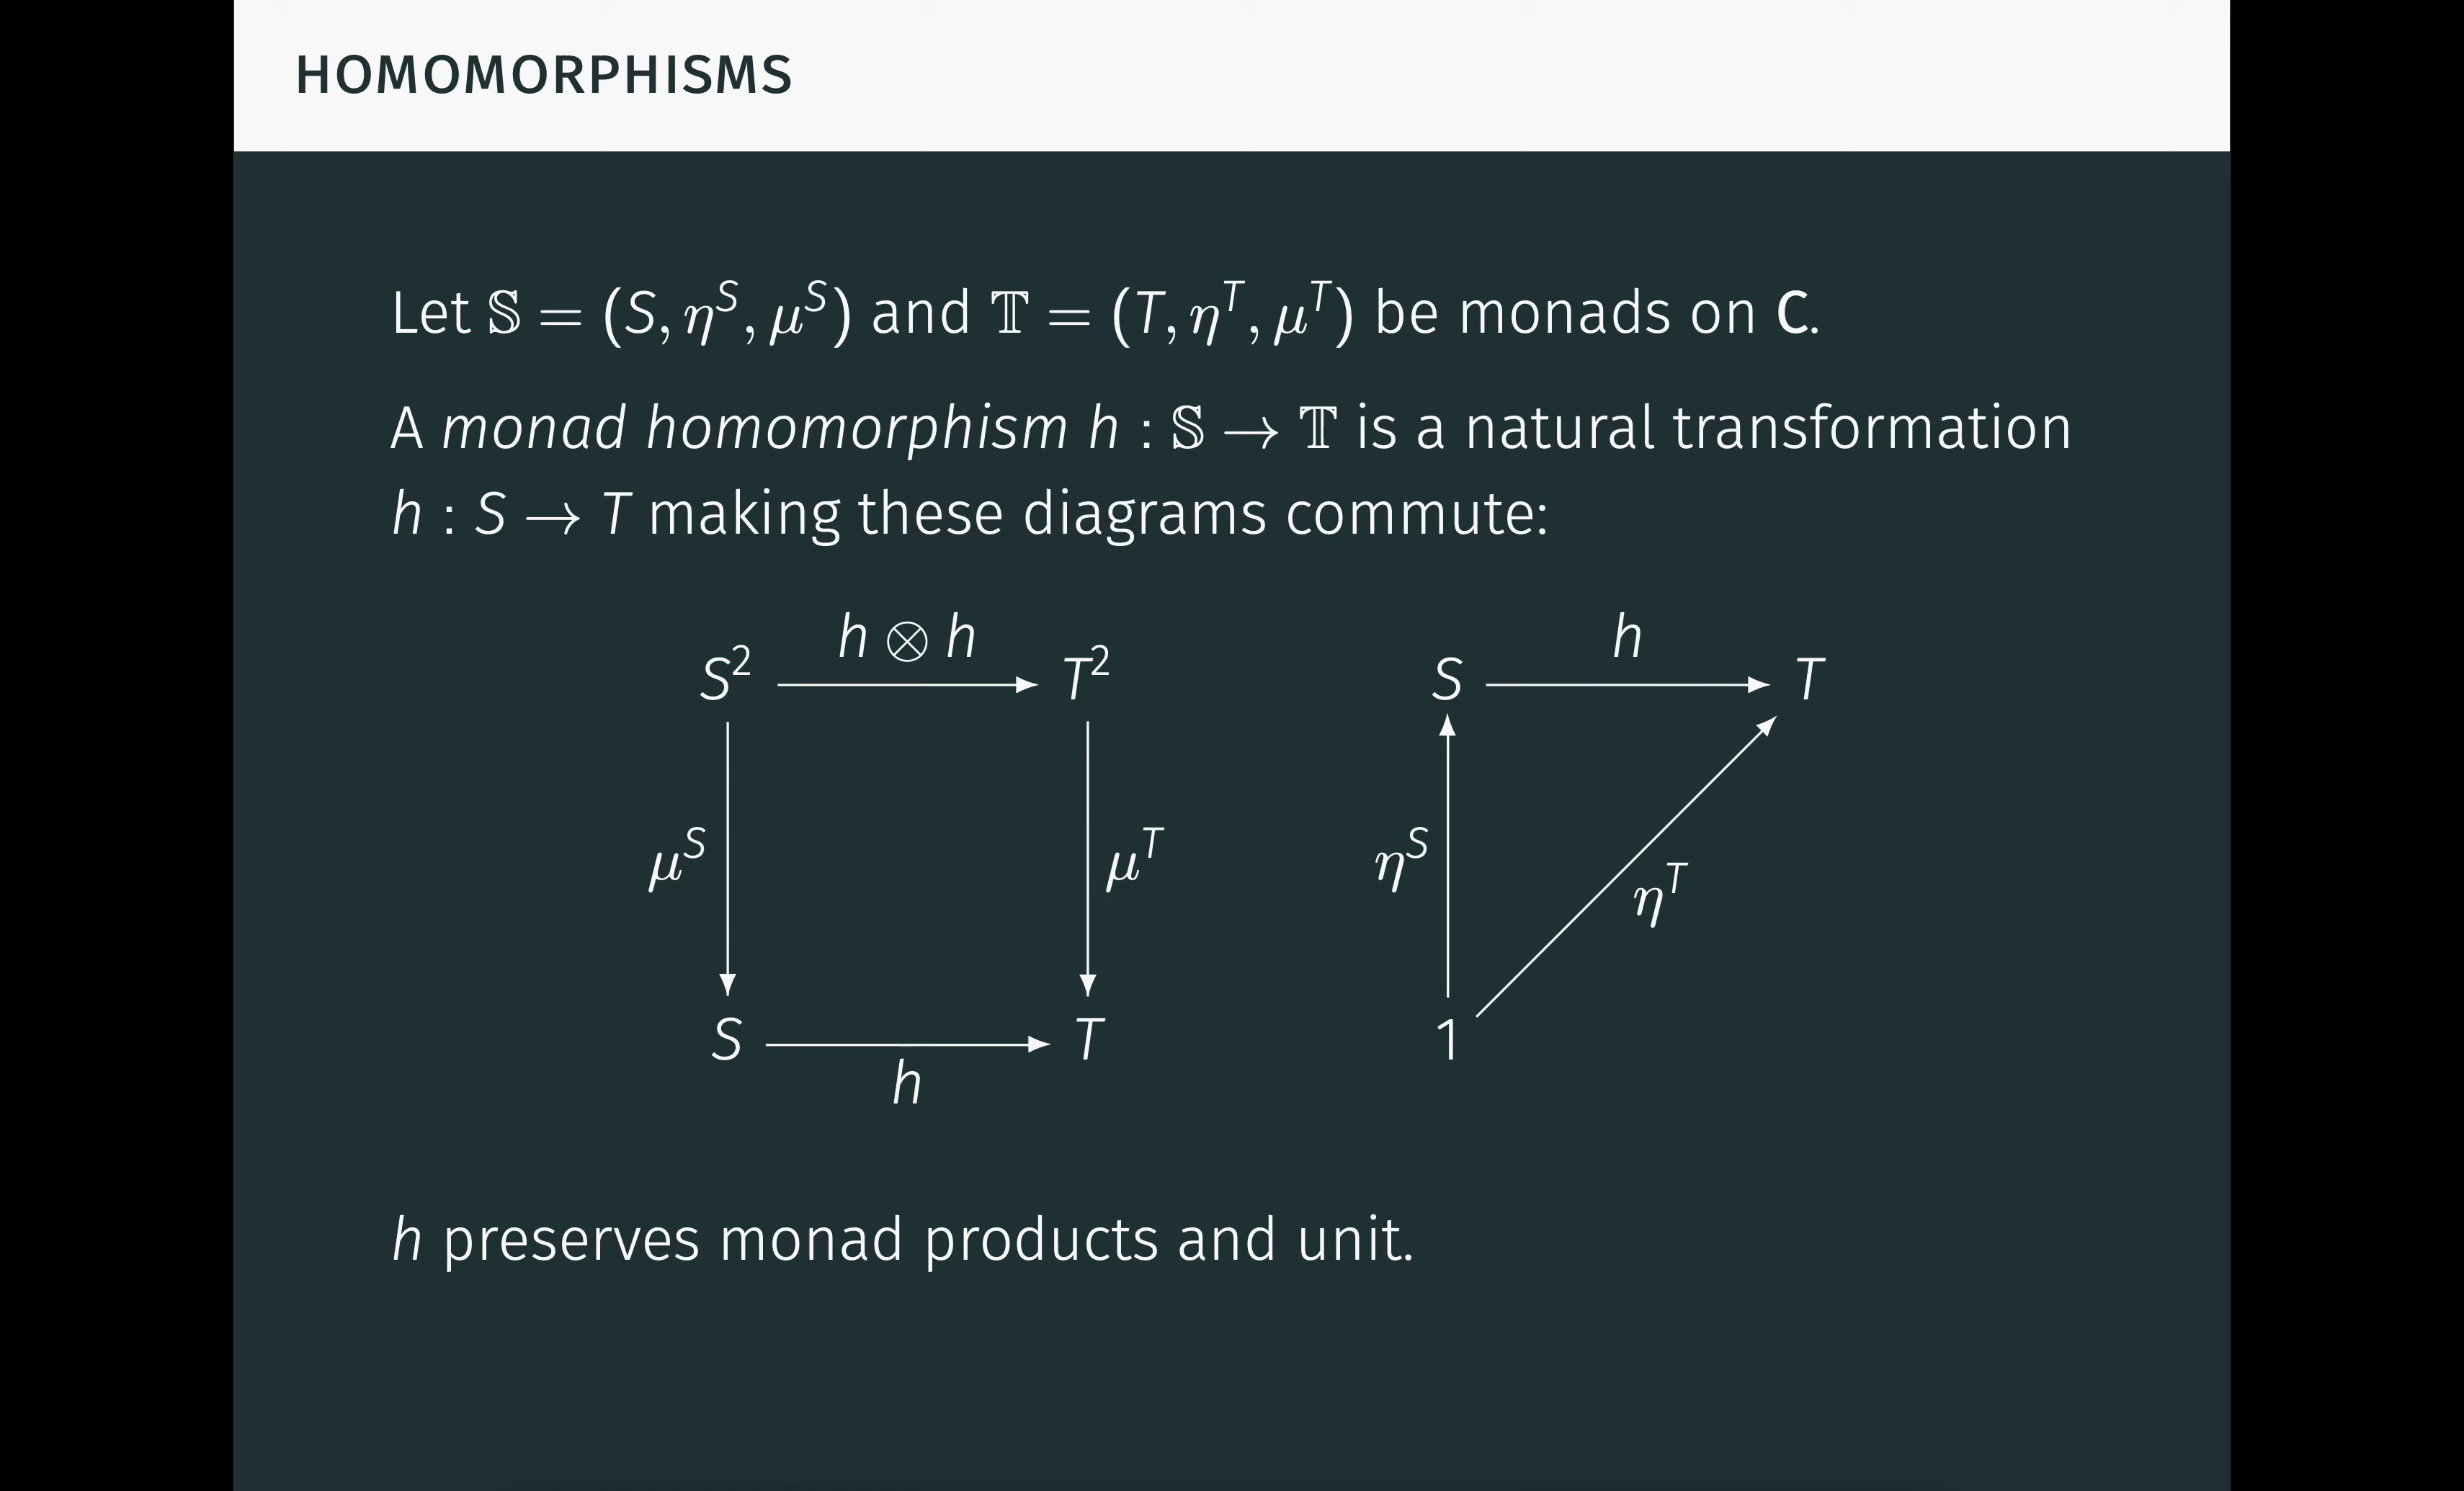 HOMOMORPHISMS
Let 𝕊 = (S, η^S, μ^S) and 𝕋 = (T, η^T, μ^T) be monads on C.
A monad homomorphism h : 𝕊 → 𝕋 is a natural transformation
h : S → T making these diagrams commute:
h ⊗ h
h
S²
T²
S
T
μ^S
μ^T
η^S
η^T
S
T
1
h
h preserves monad products and unit.